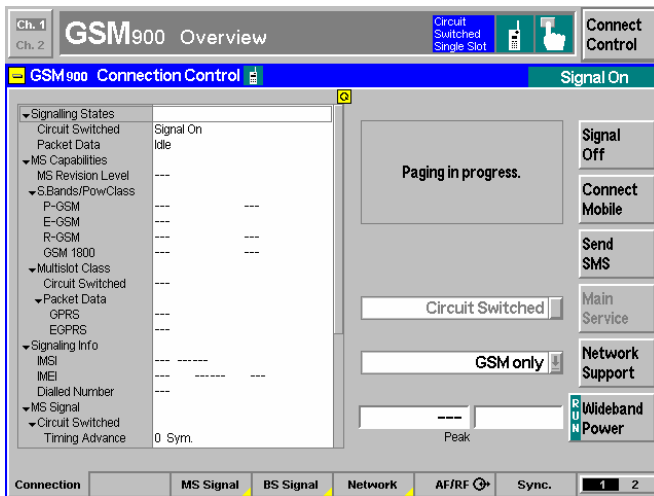 Ch. 1
Ch. 2
GSM900 Overview
Circuit
Switched
Single Slot
Connect
Control
GSM900 Connection Control
Signal On
Signalling States
Circuit Switched Signal On
Packet Data Idle
MS Capabilities
MS Revision Level ---
S.Bands/PowClass
P-GSM --- ---
E-GSM ---
R-GSM --- ---
GSM 1800 --- ---
Multislot Class
Circuit Switched ---
Packet Data
GPRS ---
EGPRS ---
Signaling Info
IMSI --- ------
IMEI --- ------ ---
Dialled Number ---
MS Signal
Circuit Switched
Timing Advance 0 Sym.
Paging in progress.
Circuit Switched
GSM only
---
Peak
Signal
Off
Connect
Mobile
Send
SMS
Main
Service
Network
Support
RUN
Wideband
Power
Connection MS Signal BS Signal Network AF/RF Sync. 1 2